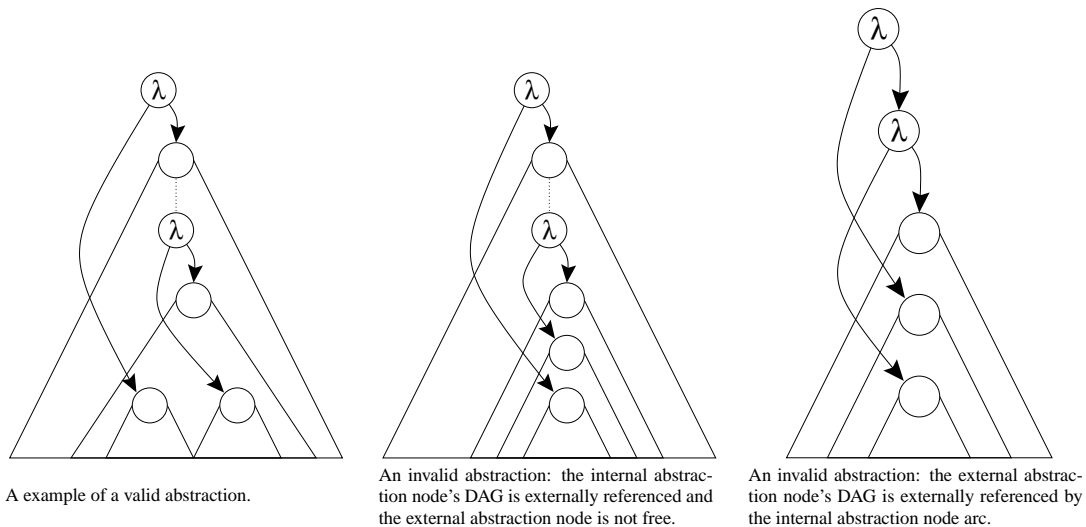 λ
λ
A example of a valid abstraction.
λ
λ
An invalid abstraction: the internal abstrac-
tion node's DAG is externally referenced and
the external abstraction node is not free.
λ
λ
An invalid abstraction: the external abstrac-
tion node's DAG is externally referenced by
the internal abstraction node arc.